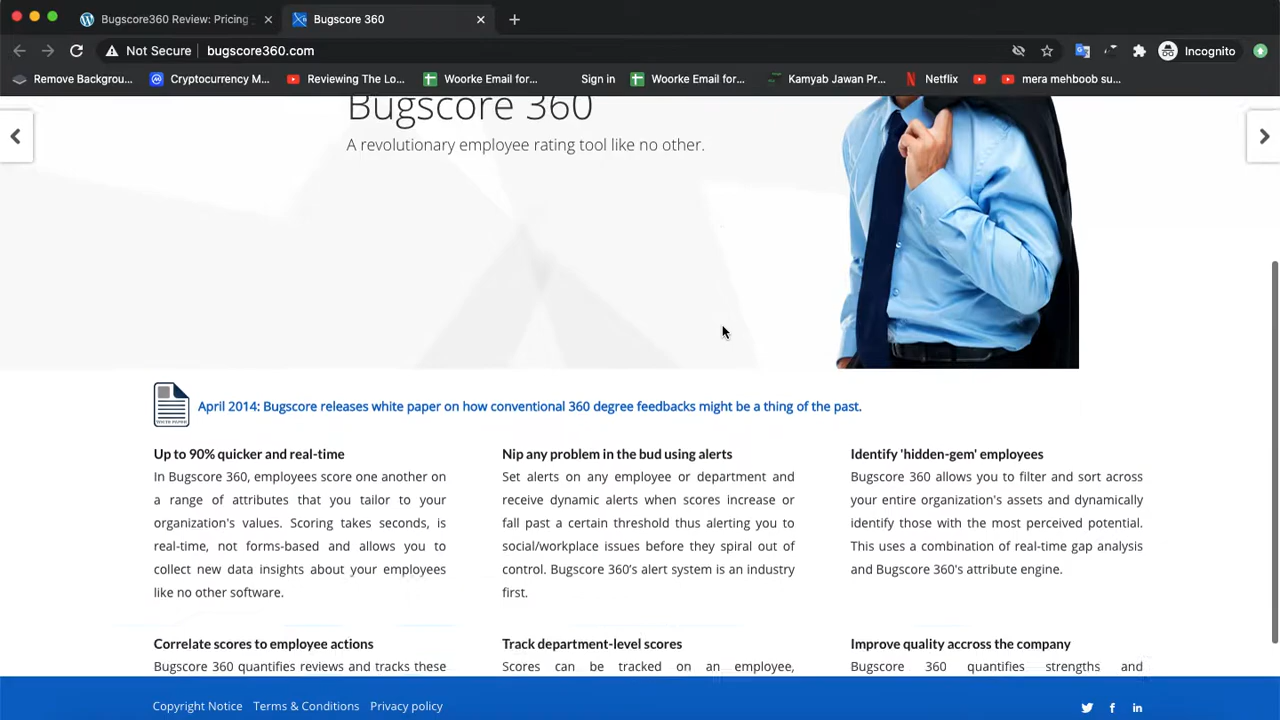 Bugscore360 Review: Pricing
Bugscore 360
Not Secure
bugscore360.com
Incognito
Remove Backgrou...
Cryptocurrency M...
Reviewing The Lo...
Woorke Email for...
Sign in
Woorke Email for...
Kamyab Jawan Pr...
Netflix
mera mehboob su...
Bugscore 360
A revolutionary employee rating tool like no other.
April 2014: Bugscore releases white paper on how conventional 360 degree feedbacks might be a thing of the past.
Up to 90% quicker and real-time
In Bugscore 360, employees score one another on
a range of attributes that you tailor to your
organization's values. Scoring takes seconds, is
real-time, not forms-based and allows you to
collect new data insights about your employees
like no other software.
Nip any problem in the bud using alerts
Set alerts on any employee or department and
receive dynamic alerts when scores increase or
fall past a certain threshold thus alerting you to
social/workplace issues before they spiral out of
control. Bugscore 360's alert system is an industry
first.
Identify 'hidden-gem' employees
Bugscore 360 allows you to filter and sort across
your entire organization's assets and dynamically
identify those with the most perceived potential.
This uses a combination of real-time gap analysis
and Bugscore 360's attribute engine.
Correlate scores to employee actions
Bugscore 360 quantifies reviews and tracks these
Track department-level scores
Scores can be tracked on an employee,
Improve quality accross the company
Bugscore 360 quantifies strengths and
Copyright Notice
Terms & Conditions
Privacy policy